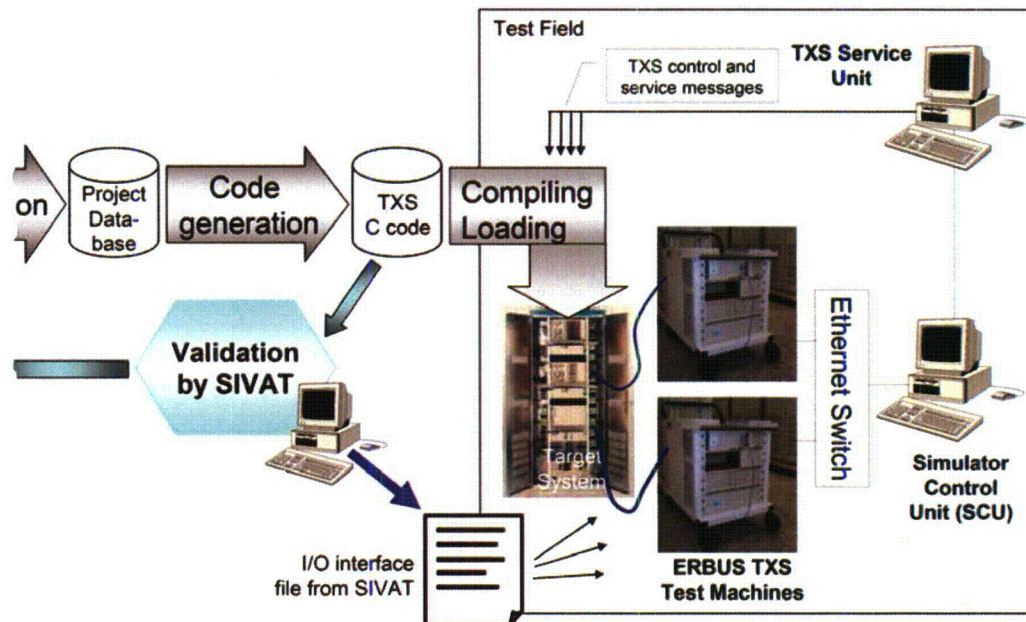 Test Field
TXS control and
service messages
TXS Service
Unit
on
Project
Data-
base
Code
generation
TXS
C code
Compiling
Loading
Validation
by SIVAT
Target
System
Ethernet Switch
Simulator
Control
Unit (SCU)
I/O interface
file from SIVAT
ERBUS TXS
Test Machines